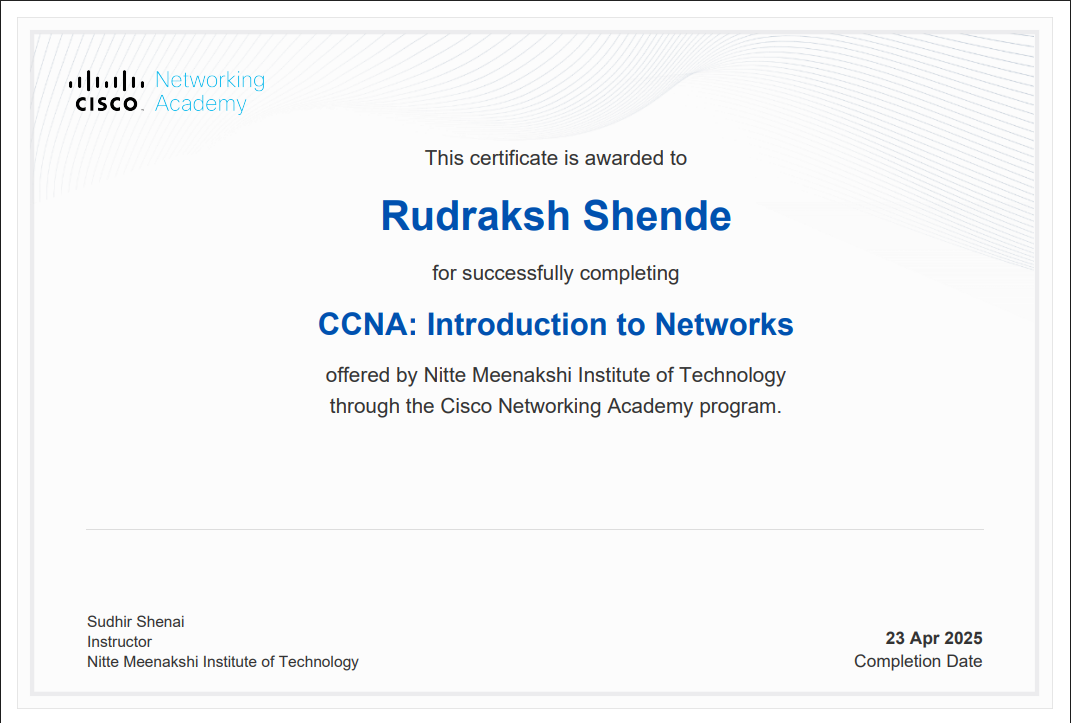 Networking
CISCO Academy
This certificate is awarded to
Rudraksh Shende
for successfully completing
CCNA: Introduction to Networks
offered by Nitte Meenakshi Institute of Technology
through the Cisco Networking Academy program.
Sudhir Shenai
Instructor
Nitte Meenakshi Institute of Technology
23 Apr 2025
Completion Date